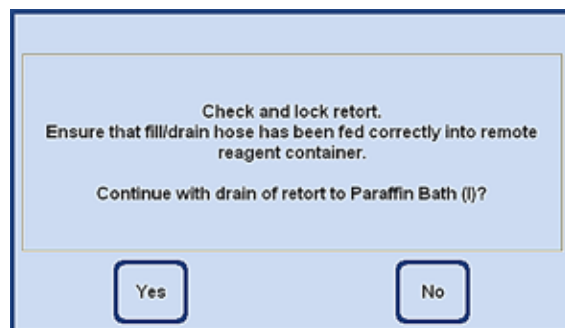 Check and lock retort.
Ensure that fill/drain hose has been fed correctly into remote
reagent container.
Continue with drain of retort to Paraffin Bath (I)?
Yes
No